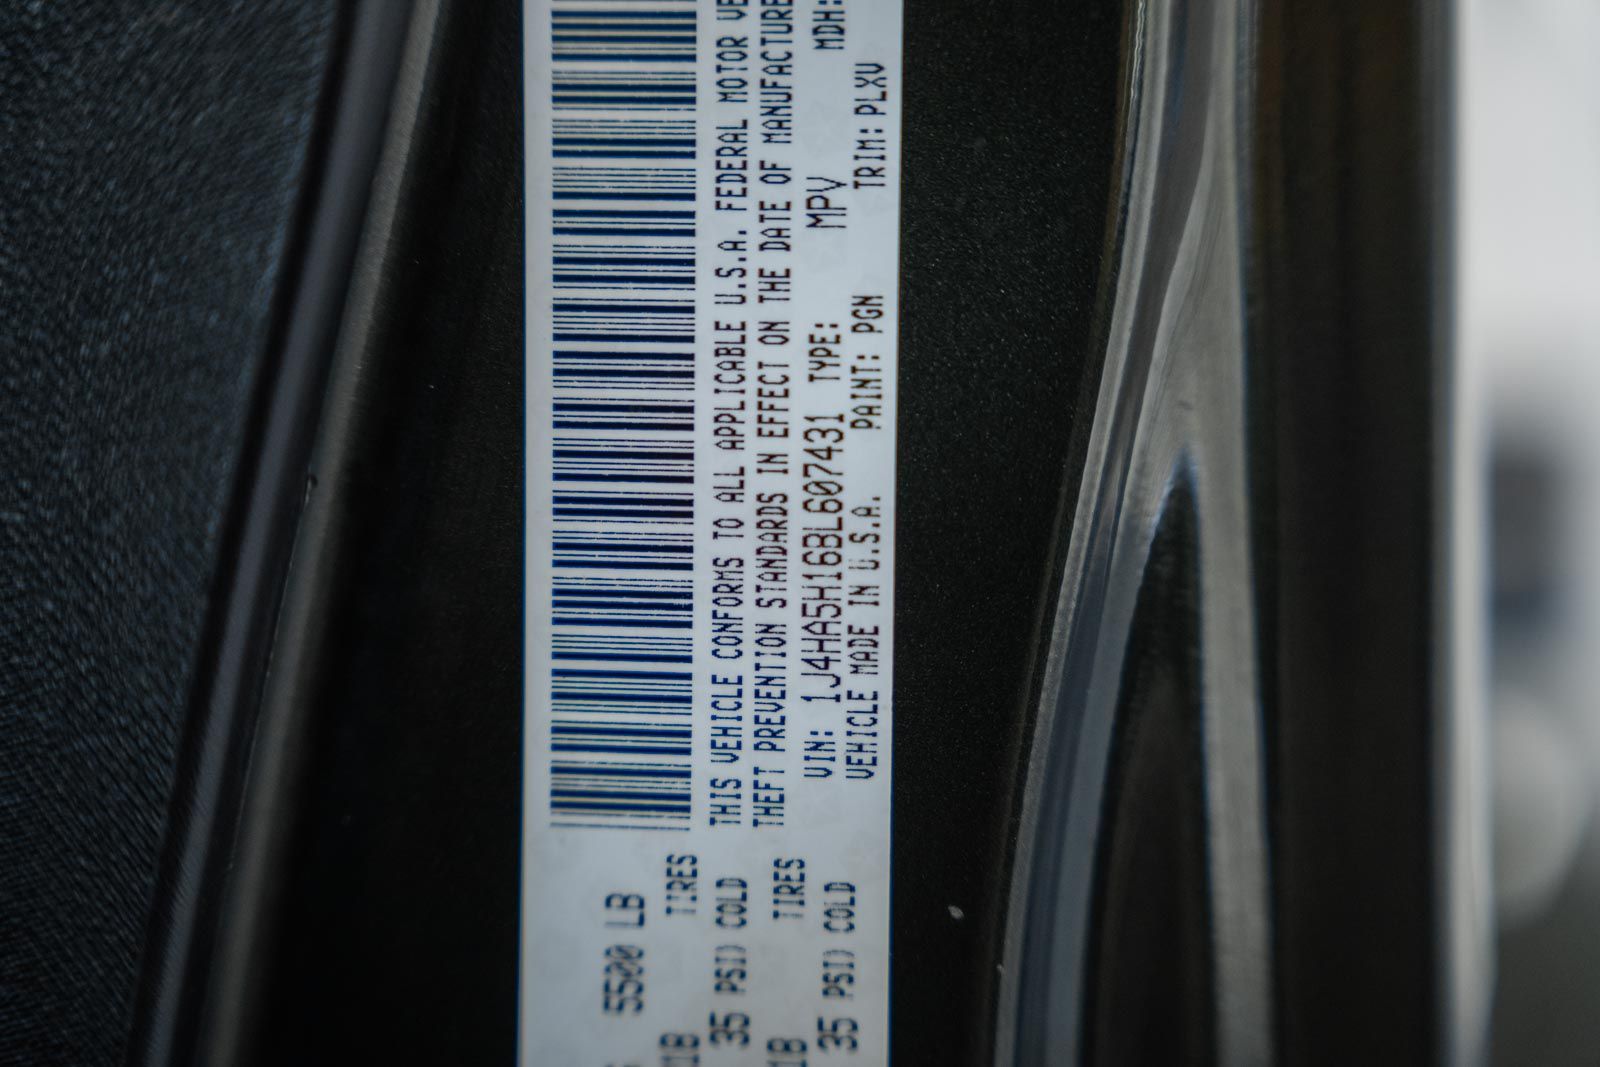 5500 LB
TIRES
35 PSI) COLD
TIRES
35 PSI) COLD
THIS VEHICLE CONFORMS TO ALL APPLICABLE U.S.A. FEDERAL MOTOR VE
THEFT PREVENTION STANDARDS IN EFFECT ON THE DATE OF MANUFACTURE
VIN: 1J4HA5H16BL607431 TYPE: MPV MDH:
VEHICLE MADE IN U.S.A. PAINT: PGN TRIM: PLXV